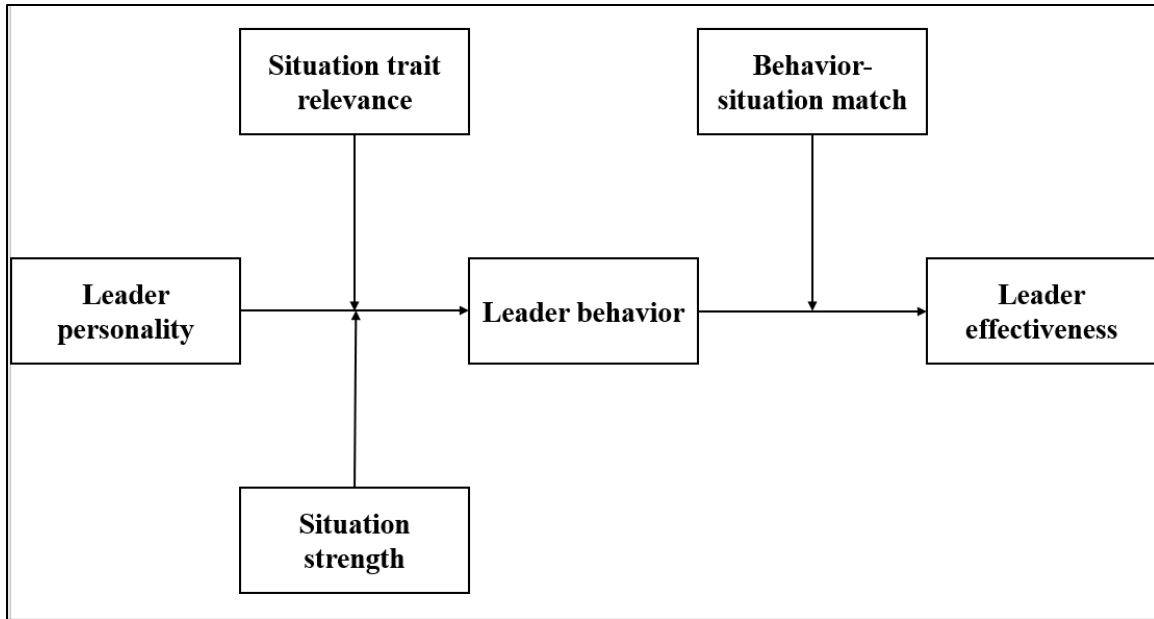 Situation trait
relevance
Behavior-
situation match
Leader
personality
Leader behavior
Leader
effectiveness
Situation
strength